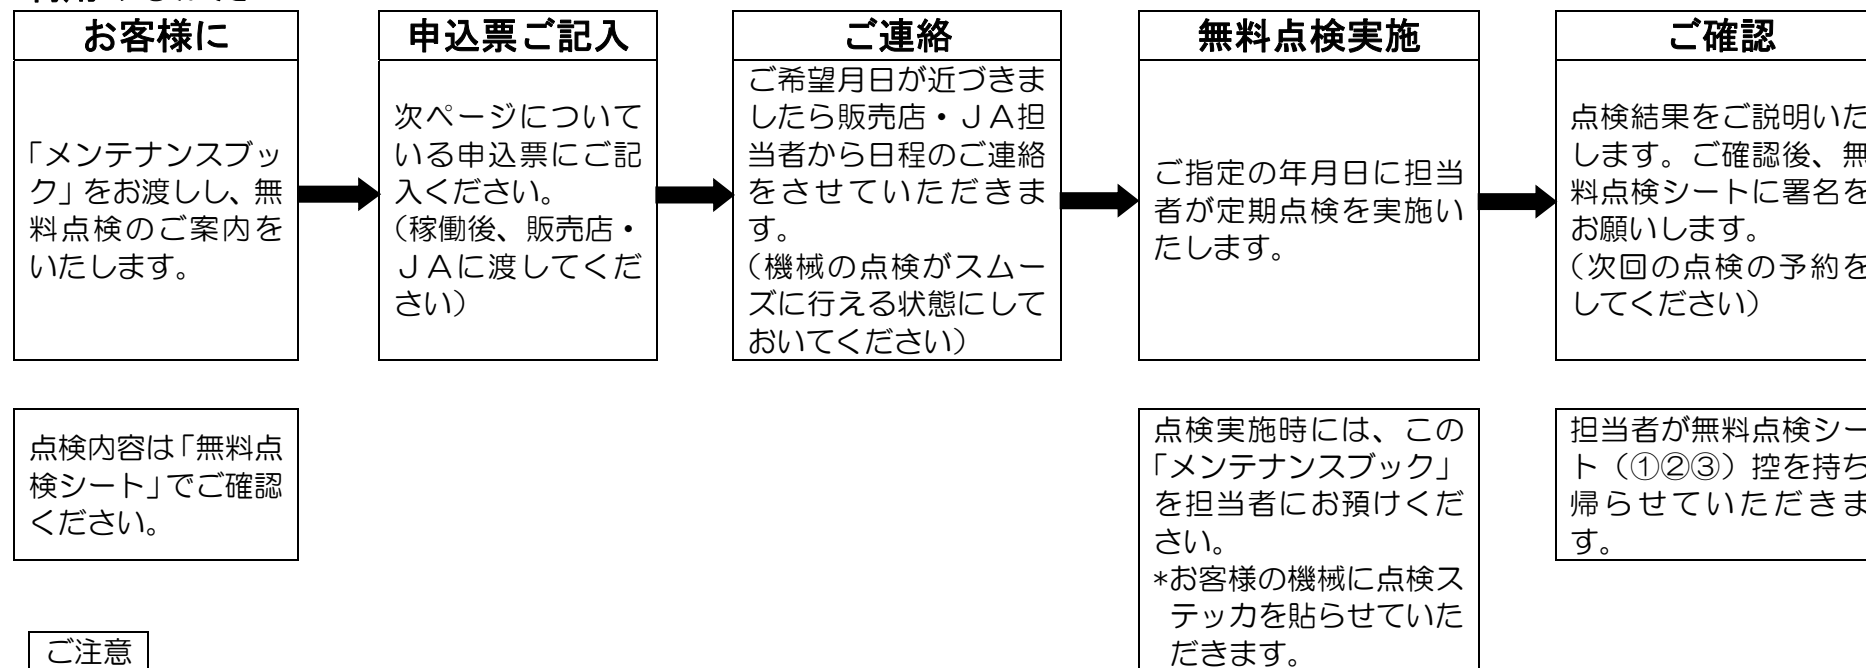 お客様に
「メンテナンスブッ
ク」をお渡しし、無
料点検のご案内を
いたします。
申込票ご記入
次ページについて
いる申込票にご記
入ください。
（稼働後、販売店・
ＪＡに渡してくだ
さい）
ご連絡
ご希望月日が近づきま
したら販売店・ＪＡ担
当者から日程のご連絡
をさせていただきま
す。
（機械の点検がスムー
ズに行える状態にして
おいてください）
無料点検実施
ご指定の年月日に担当
者が定期点検を実施い
たします。
ご確認
点検結果をご説明いた
します。ご確認後、無
料点検シートに署名を
お願いします。
（次回の点検の予約を
してください）
点検内容は「無料点
検シート」でご確認
ください。
点検実施時には、この
「メンテナンスブック」
を担当者にお預けくだ
さい。
*お客様の機械に点検ス
テッカを貼らせていた
だきます。
担当者が無料点検シー
ト（①②③）控を持ち
帰らせていただきま
す。
ご注意